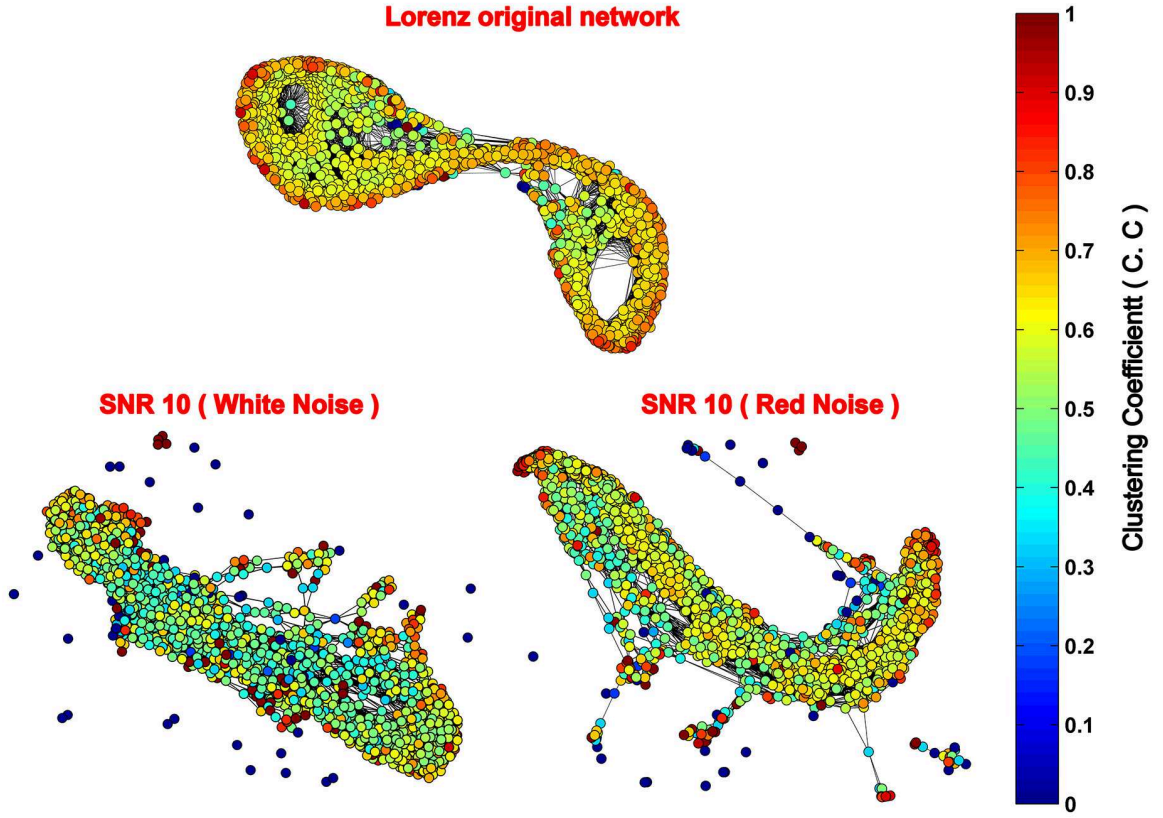 Lorenz original network
SNR 10 ( White Noise )
SNR 10 ( Red Noise )
1
0.9
0.8
0.7
0.6
0.5
0.4
0.3
0.2
0.1
0
Clustering Coefficientt ( C. C )